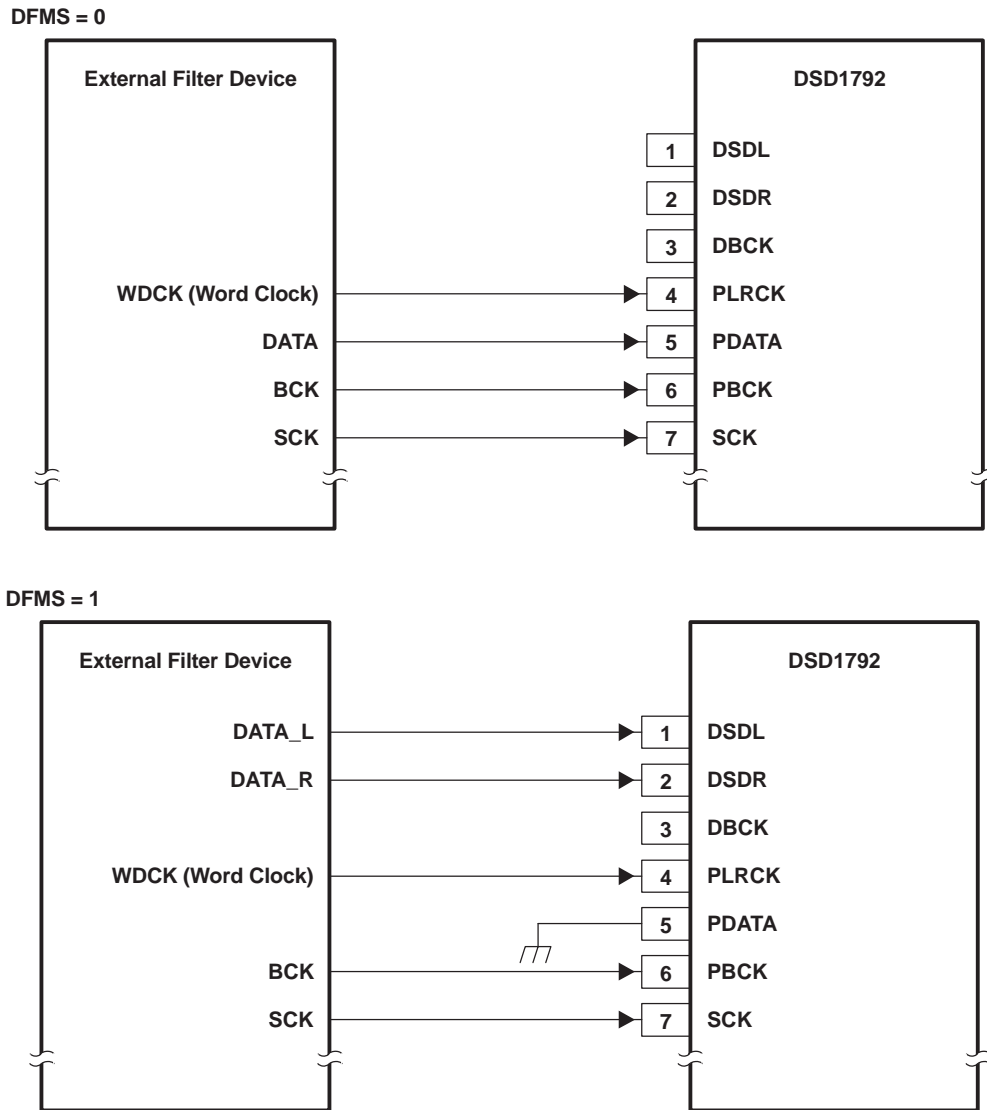 DFMS = 0
External Filter Device
DSD1792
1 DSDL
2 DSDR
3 DBCK
WDCK (Word Clock) 4 PLRCK
DATA 5 PDATA
BCK 6 PBCK
SCK 7 SCK
DFMS = 1
External Filter Device
DSD1792
DATA_L 1 DSDL
DATA_R 2 DSDR
3 DBCK
WDCK (Word Clock) 4 PLRCK
5 PDATA
BCK 6 PBCK
SCK 7 SCK